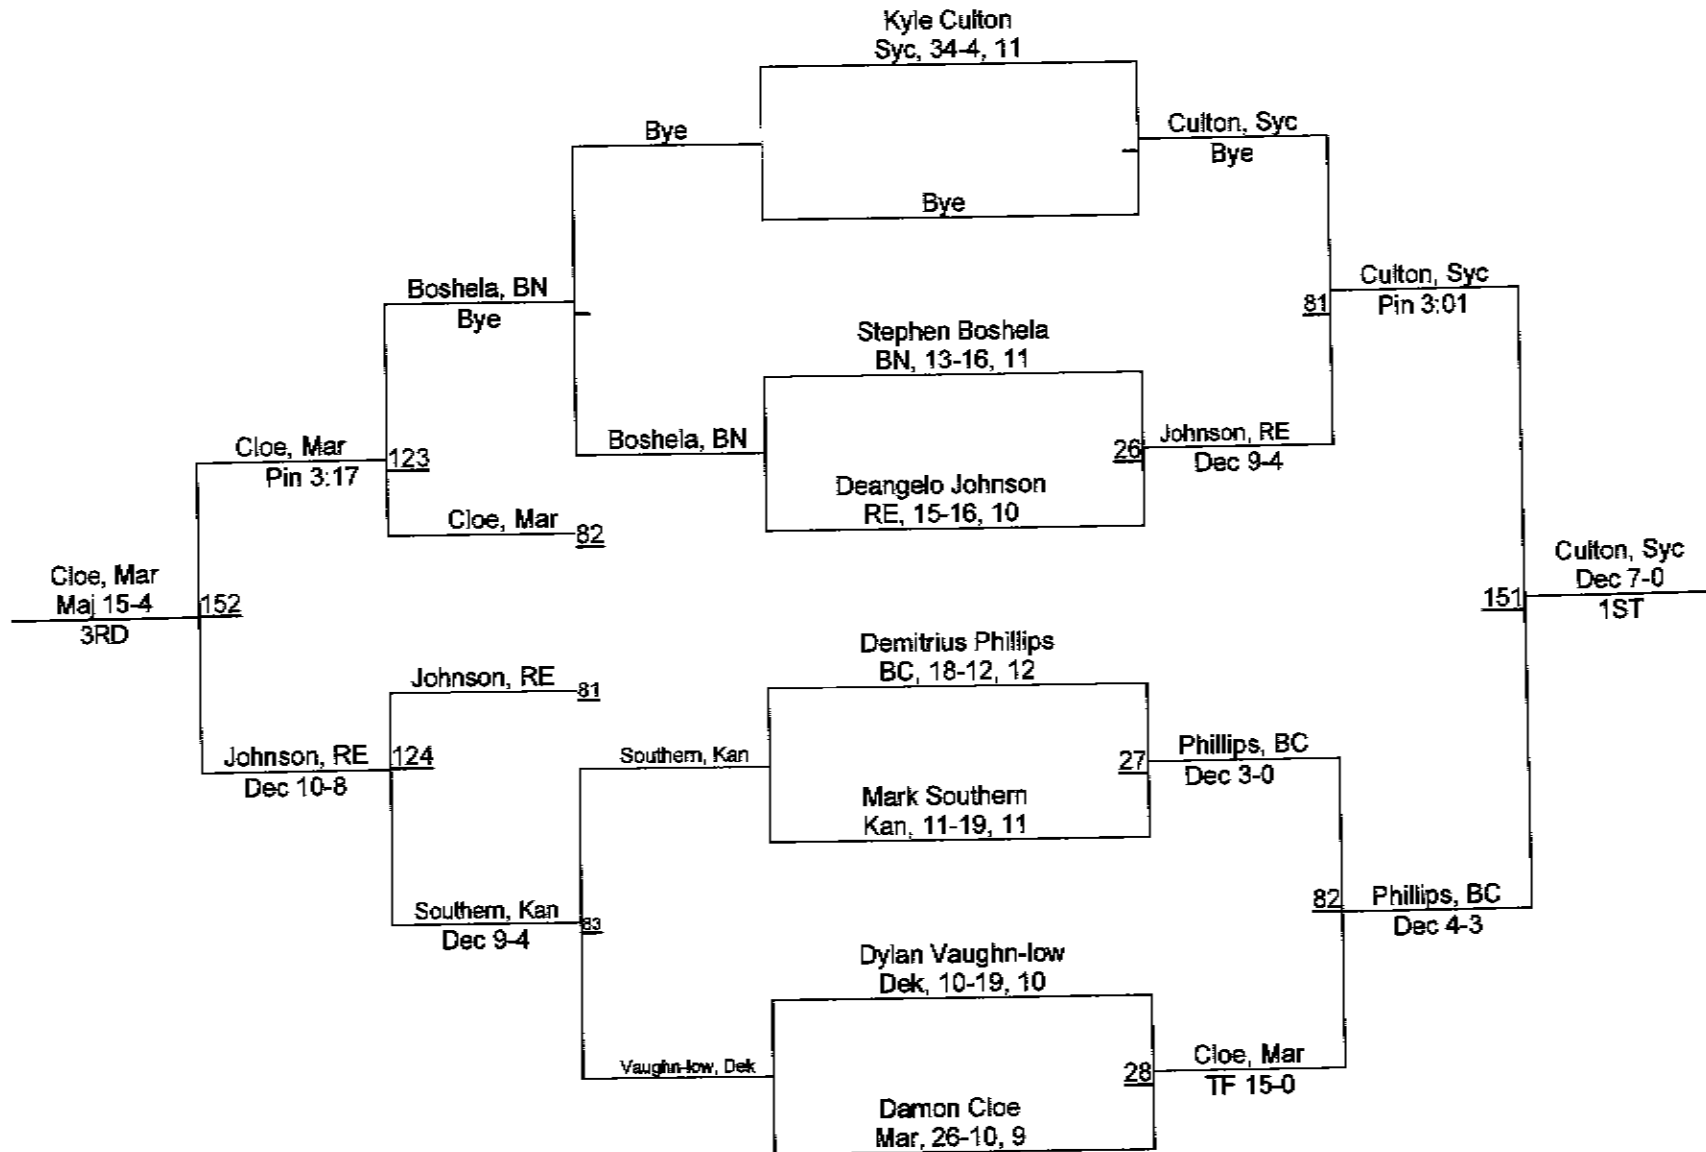 Kyle Culton
Syc, 34-4, 11
Bye
Culton, Syc
Bye
Bye
Boshela, BN
Bye
Culton, Syc
81
Pin 3:01
Stephen Boshela
BN, 13-16, 11
Boshela, BN
26
Johnson, RE
Dec 9-4
Cloe, Mar
123
Pin 3:17
Deangelo Johnson
RE, 15-16, 10
Cloe, Mar
82
Cloe, Mar
Maj 15-4
152
3RD
Culton, Syc
Dec 7-0
151
1ST
Demitrius Phillips
BC, 18-12, 12
Johnson, RE
81
Johnson, RE
124
Dec 10-8
Southern, Kan
27
Phillips, BC
Dec 3-0
Mark Southern
Kan, 11-19, 11
Southern, Kan
83
Dec 9-4
82
Phillips, BC
Dec 4-3
Dylan Vaughn-low
Dek, 10-19, 10
Vaughn-low, Dek
28
Cloe, Mar
TF 15-0
Damon Cloe
Mar, 26-10, 9